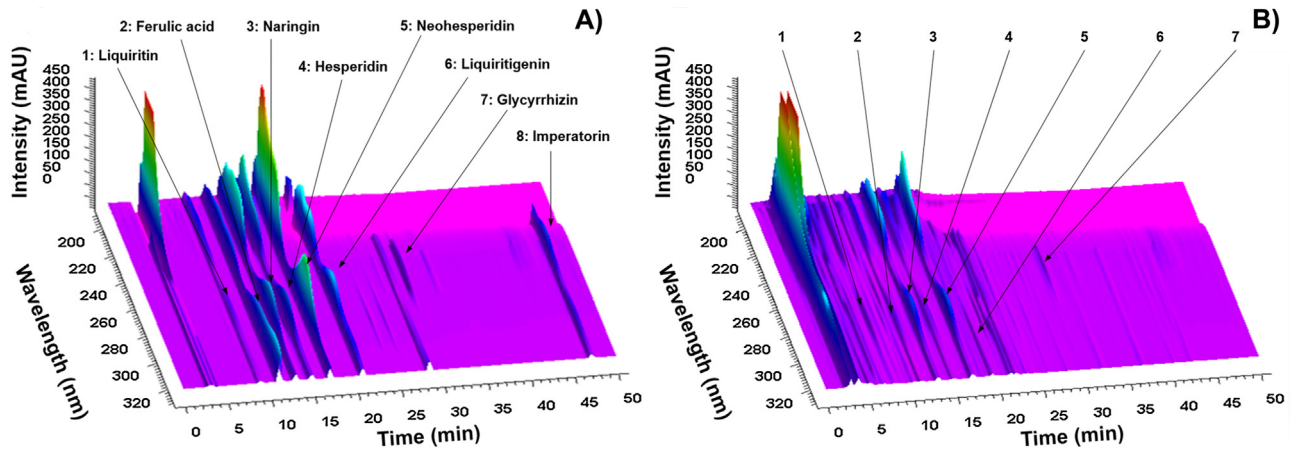 A)
2: Ferulic acid
3: Naringin
5: Neohesperidin
1: Liquiritin
4: Hesperidin
6: Liquiritigenin
7: Glycyrrhizin
8: Imperatorin
Intensity (mAU)
450
400
350
300
250
200
150
100
50
0
Wavelength (nm)
200
220
240
260
280
300
320
0 5 10 15 20 25 30 35 40 45 50
Time (min)
B)
1 2 3 4 5 6 7
Intensity (mAU)
450
400
350
300
250
200
150
100
50
0
Wavelength (nm)
200
220
240
260
280
300
320
0 5 10 15 20 25 30 35 40 45 50
Time (min)